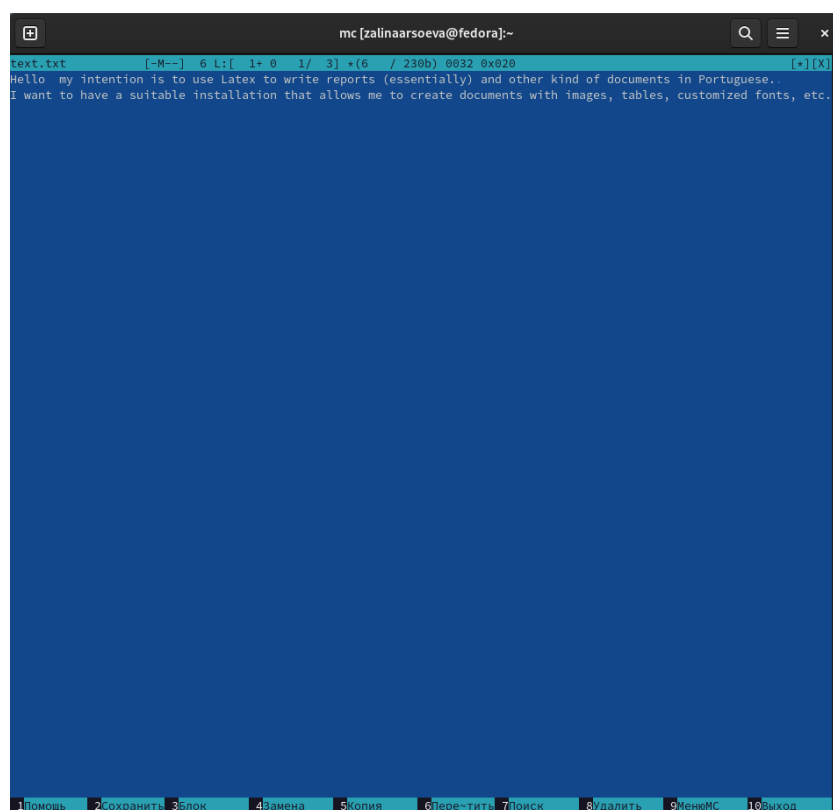 mc [zalinaarsoeva@fedora]:~
text.txt [-M--] 6 L:[ 1+ 0 1/ 3] *(6 / 230b) 0032 0x020 [*][X]
Hello  my intention is to use Latex to write reports (essentially) and other kind of documents in Portuguese..
I want to have a suitable installation that allows me to create documents with images, tables, customized fonts, etc.
1Помощь 2Сохранить 3Блок 4Замена 5Копия 6Пере~тить 7Поиск 8Удалить 9МенюMC 10Выход